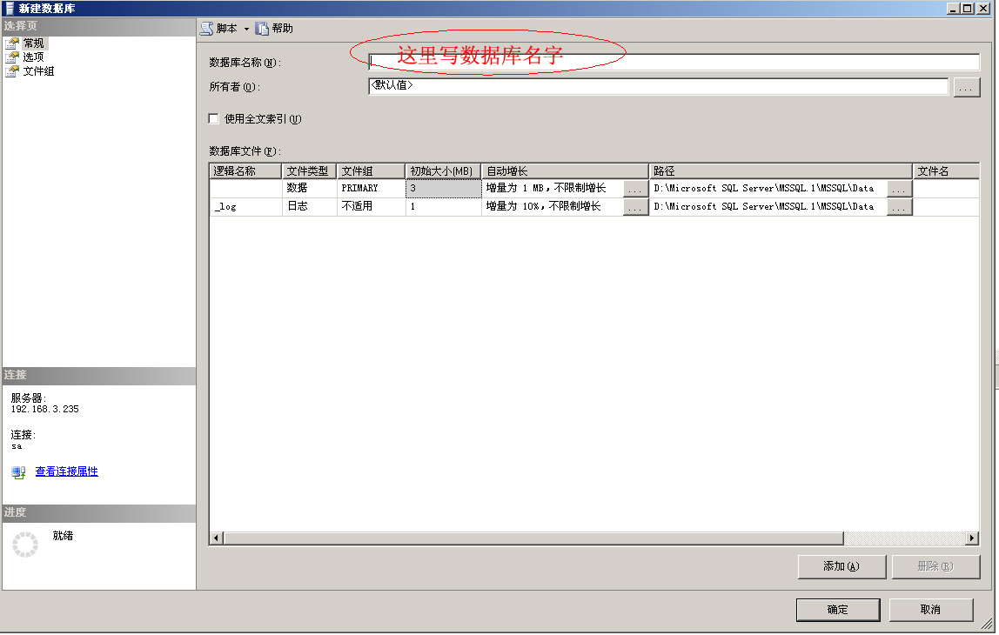 新建数据库
选择页
常规
选项
文件组
脚本 帮助
数据库名称(N):
这里写数据库名字
所有者(O):
<默认值>
...
使用全文索引(U)
数据库文件(F):
逻辑名称 文件类型 文件组 初始大小(MB) 自动增长 路径 文件名
数据 PRIMARY 3 增量为 1 MB，不限制增长 ... D:\Microsoft SQL Server\MSSQL.1\MSSQL\Data ...
_log 日志 不适用 1 增量为 10%，不限制增长 ... D:\Microsoft SQL Server\MSSQL.1\MSSQL\Data ...
连接
服务器:
192.168.3.235
连接:
sa
查看连接属性
进度
就绪
添加(A) 删除(R)
确定 取消